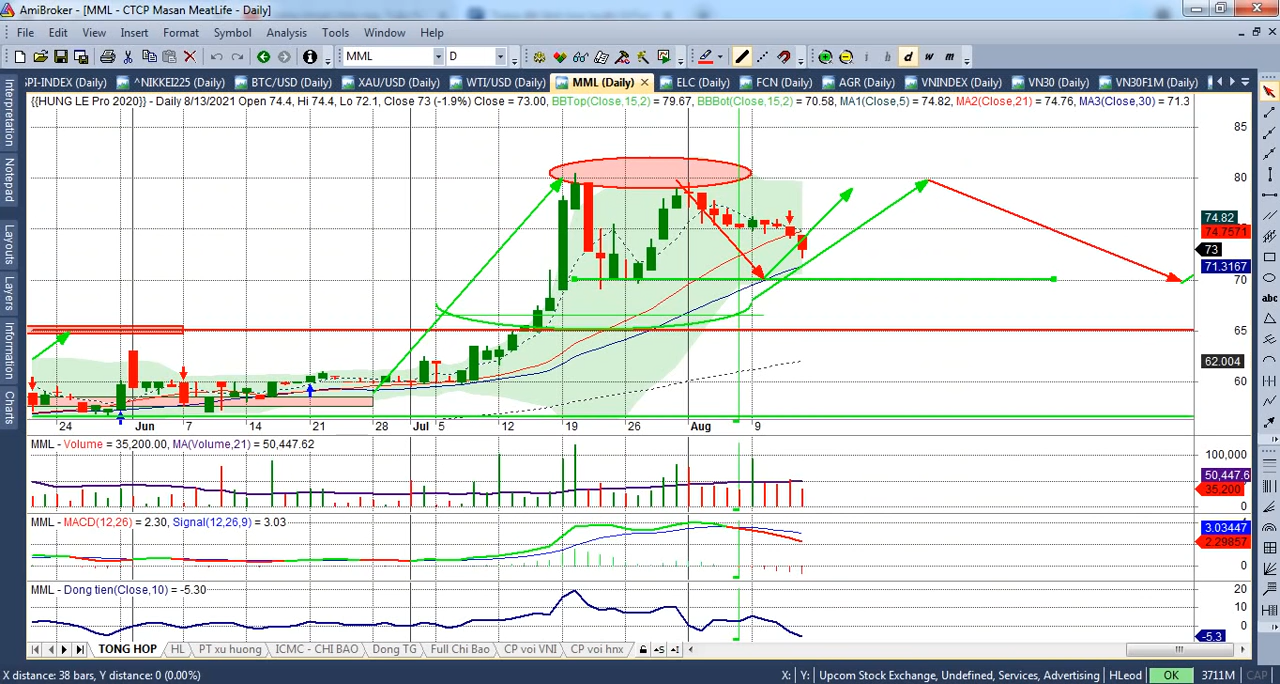 AmiBroker - [MML - CTCP Masan MeatLife - Daily]
File Edit View Insert Format Symbol Analysis Tools Window Help
MML D i h d w m
PI-INDEX (Daily) ^NIKKEI225 (Daily) BTC/USD (Daily) XAU/USD (Daily) WTI/USD (Daily) MML (Daily) ELC (Daily) FCN (Daily) AGR (Daily) VNINDEX (Daily) VN30 (Daily) VN30F1M (Daily)
{{HUNG LE Pro 2020}} - Daily 8/13/2021 Open 74.4, Hi 74.4, Lo 72.1, Close 73 (-1.9%) Close = 73.00, BBTop(Close,15,2) = 79.67, BBBot(Close,15,2) = 70.58, MA1(Close,5) = 74.82, MA2(Close,21) = 74.76, MA3(Close,30) = 71.3
Interpretation
Notepad
Layouts
Layers
Information
Charts
abc
85
80
74.82
74.7571
73
71.3167
70
65
62.004
60
24 Jun 7 14 21 28 Jul 5 12 19 26 Aug 9
MML - Volume = 35,200.00, MA(Volume,21) = 50,447.62
100,000
50,447.6
35,200
0
MML - MACD(12,26) = 2.30, Signal(12,26,9) = 3.03
3.03447
2.29857
0
MML - Dong tien(Close,10) = -5.30
20
10
0
-5.3
TONG HOP HL PT xu huong ICMC - CHI BAO Dong TG Full Chi Bao CP voi VNI CP voi hnx
X distance: 38 bars, Y distance: 0 (0.00%) X: Y: Upcom Stock Exchange, Undefined, Services, Advertising HLeod OK 3711M CAP